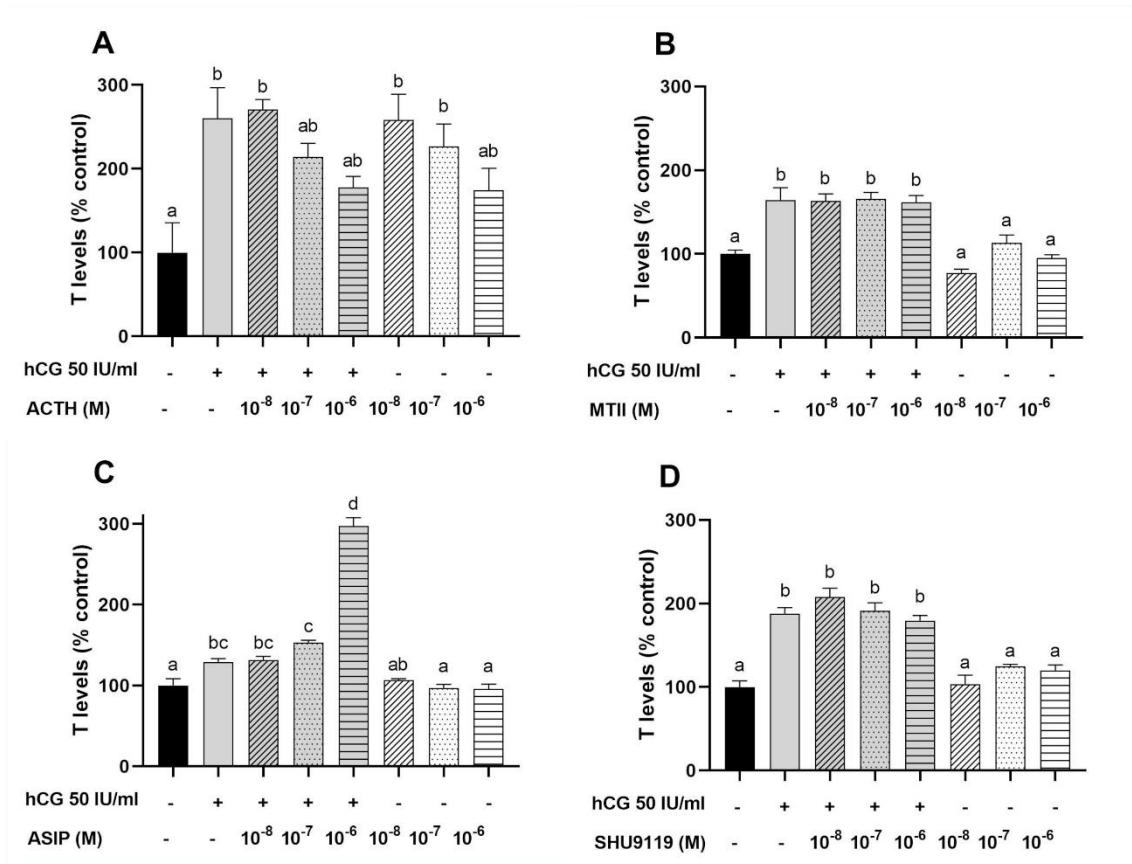 A
T levels (% control)
300
200
100
0
a
b
b
ab
ab
b
b
ab
hCG 50 IU/ml - + + + + - - -
ACTH (M) - - 10⁻⁸ 10⁻⁷ 10⁻⁶ 10⁻⁸ 10⁻⁷ 10⁻⁶
B
T levels (% control)
300
200
100
0
a
b
b
b
b
a
a
a
hCG 50 IU/ml - + + + + - - -
MTII (M) - - 10⁻⁸ 10⁻⁷ 10⁻⁶ 10⁻⁸ 10⁻⁷ 10⁻⁶
C
T levels (% control)
300
200
100
0
a
bc
bc
c
d
ab
a
a
hCG 50 IU/ml - + + + + - - -
ASIP (M) - - 10⁻⁸ 10⁻⁷ 10⁻⁶ 10⁻⁸ 10⁻⁷ 10⁻⁶
D
T levels (% control)
300
200
100
0
a
b
b
b
b
a
a
a
hCG 50 IU/ml - + + + + - - -
SHU9119 (M) - - 10⁻⁸ 10⁻⁷ 10⁻⁶ 10⁻⁸ 10⁻⁷ 10⁻⁶